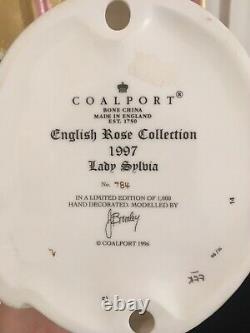 COALPORT®
BONE CHINA
MADE IN ENGLAND
EST. 1750
English Rose Collection
1997
Lady Sylvia
No. 784
IN A LIMITED EDITION OF 1,000
HAND DECORATED. MODELLED BY
J Bromley
© COALPORT 1996